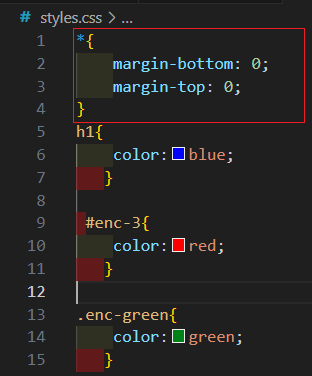 # styles.css > ...
1 *{
2 margin-bottom: 0;
3 margin-top: 0;
4 }
5 h1{
6 color: blue;
7 }
8
9 #enc-3{
10 color: red;
11 }
12
13 .enc-green{
14 color: green;
15 }